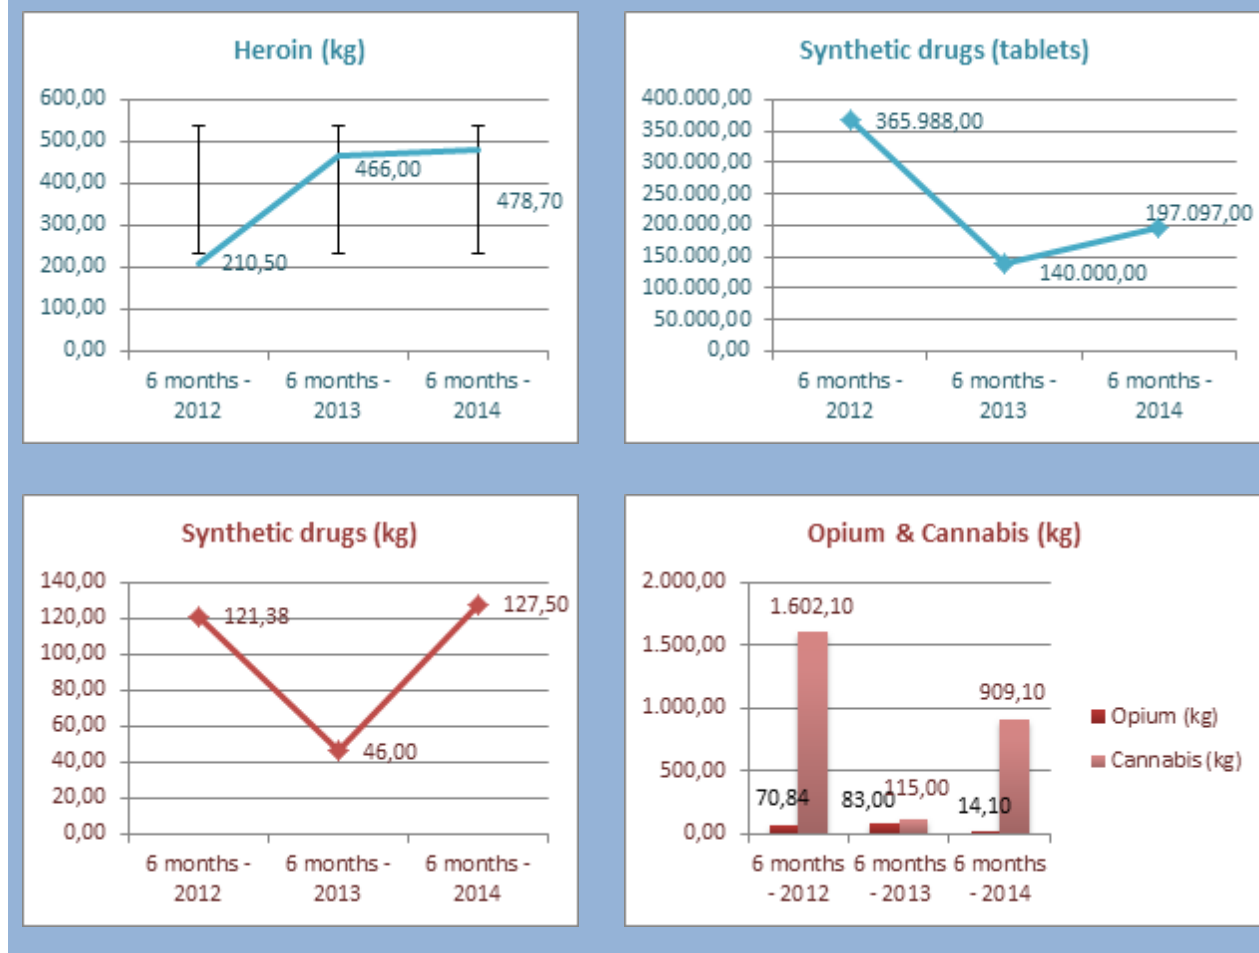 Heroin (kg)
600,00
500,00
400,00
300,00
200,00
100,00
0,00
210,50
466,00
478,70
6 months - 2012
6 months - 2013
6 months - 2014
Synthetic drugs (tablets)
400.000,00
350.000,00
300.000,00
250.000,00
200.000,00
150.000,00
100.000,00
50.000,00
0,00
365.988,00
140.000,00
197.097,00
6 months - 2012
6 months - 2013
6 months - 2014
Synthetic drugs (kg)
140,00
120,00
100,00
80,00
60,00
40,00
20,00
0,00
121,38
46,00
127,50
6 months - 2012
6 months - 2013
6 months - 2014
Opium & Cannabis (kg)
2.000,00
1.500,00
1.000,00
500,00
0,00
1.602,10
70,84
83,00
115,00
14,10
909,10
6 months - 2012
6 months - 2013
6 months - 2014
Opium (kg)
Cannabis (kg)